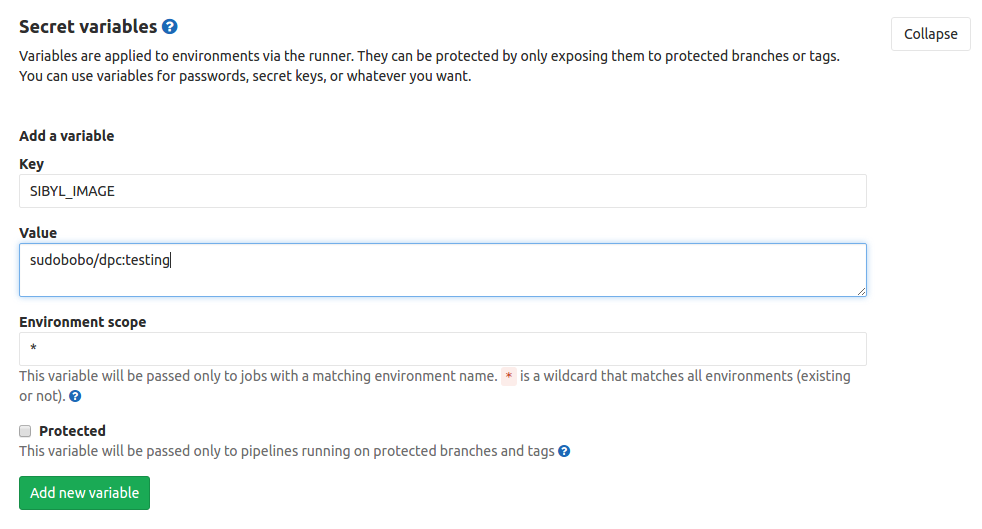 Secret variables ?
Collapse
Variables are applied to environments via the runner. They can be protected by only exposing them to protected branches or tags.
You can use variables for passwords, secret keys, or whatever you want.
Add a variable
Key
SIBYL_IMAGE
Value
sudobobo/dpc:testing
Environment scope
*
This variable will be passed only to jobs with a matching environment name. * is a wildcard that matches all environments (existing
or not). ?
Protected
This variable will be passed only to pipelines running on protected branches and tags ?
Add new variable